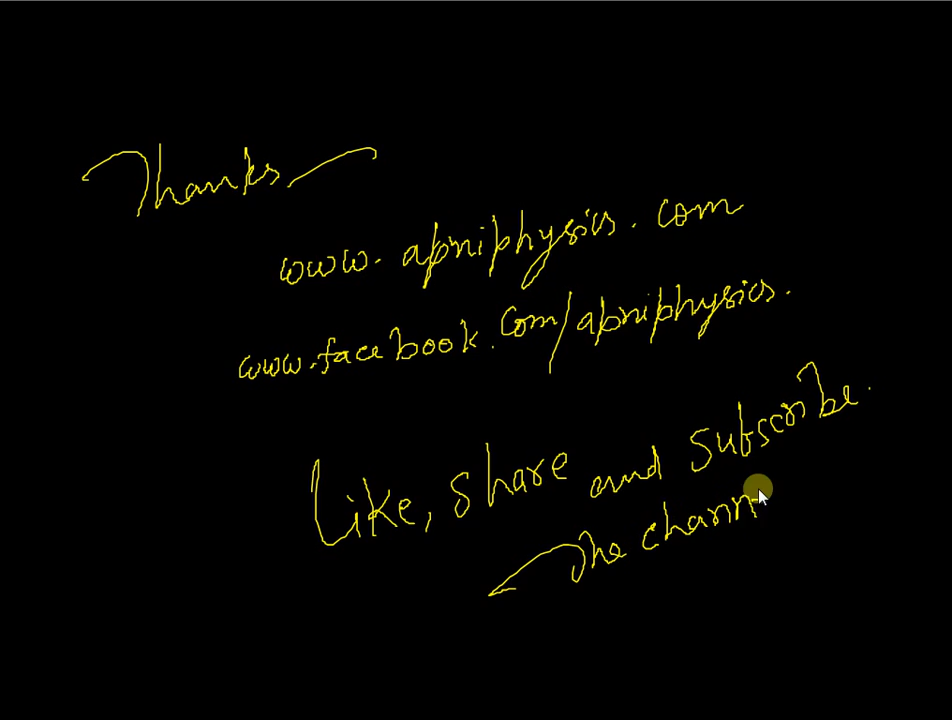 Thanks
www.apniphysics.com
www.facebook.com/apniphysics.
Like, share and Subscribe.
The chann